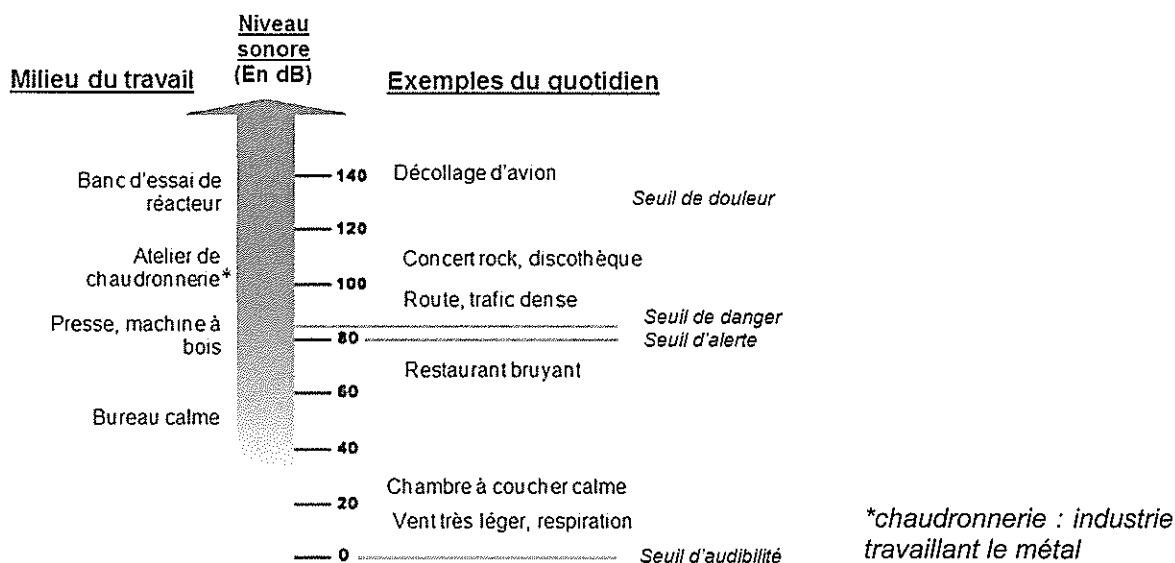 Niveau
sonore
(En dB)
Milieu du travail
Exemples du quotidien
Banc d'essai de
réacteur
140
Décollage d'avion
Seuil de douleur
120
Atelier de
chaudronnerie*
Concert rock, discothèque
100
Route, trafic dense
Presse, machine à
bois
Seuil de danger
80
Seuil d'alerte
Restaurant bruyant
60
Bureau calme
40
Chambre à coucher calme
20
Vent très léger, respiration
0
Seuil d'audibilité
*chaudronnerie : industrie
travaillant le métal